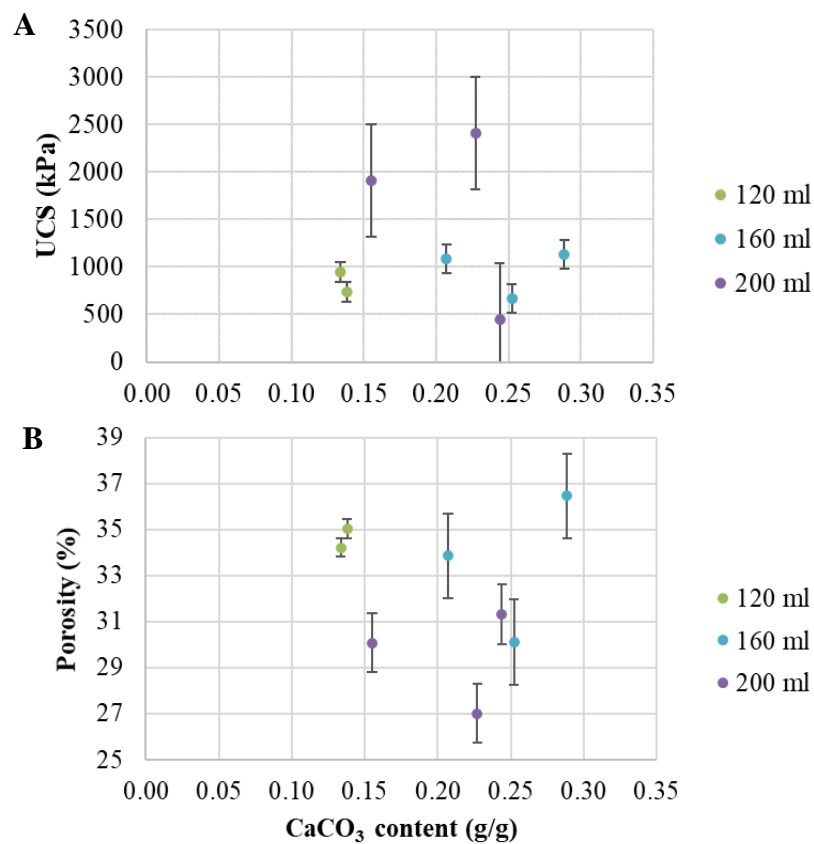 A
3500
3000
2500
2000
1500
1000
500
0
UCS (kPa)
0.00 0.05 0.10 0.15 0.20 0.25 0.30 0.35
120 ml
160 ml
200 ml
B
39
37
35
33
31
29
27
25
Porosity (%)
0.00 0.05 0.10 0.15 0.20 0.25 0.30 0.35
CaCO₃ content (g/g)
120 ml
160 ml
200 ml